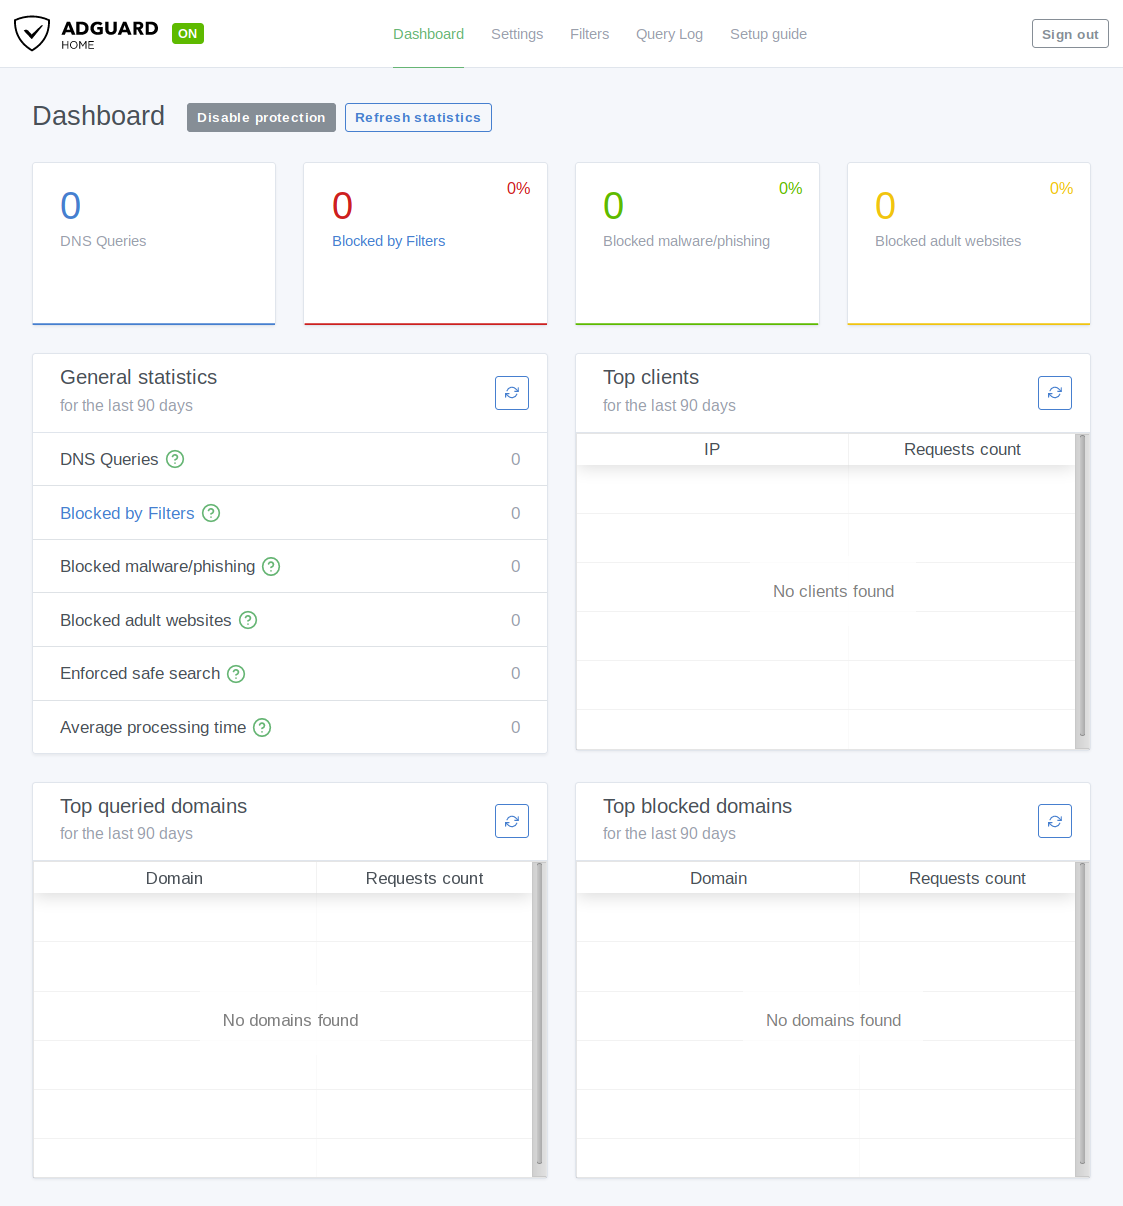 ADGUARD
HOME
ON
Dashboard Settings Filters Query Log Setup guide
Sign out
Dashboard
Disable protection
Refresh statistics
0
DNS Queries
0
0%
Blocked by Filters
0
0%
Blocked malware/phishing
0
0%
Blocked adult websites
General statistics
for the last 90 days
DNS Queries ? 0
Blocked by Filters ? 0
Blocked malware/phishing ? 0
Blocked adult websites ? 0
Enforced safe search ? 0
Average processing time ? 0
Top clients
for the last 90 days
IP Requests count
No clients found
Top queried domains
for the last 90 days
Domain Requests count
No domains found
Top blocked domains
for the last 90 days
Domain Requests count
No domains found